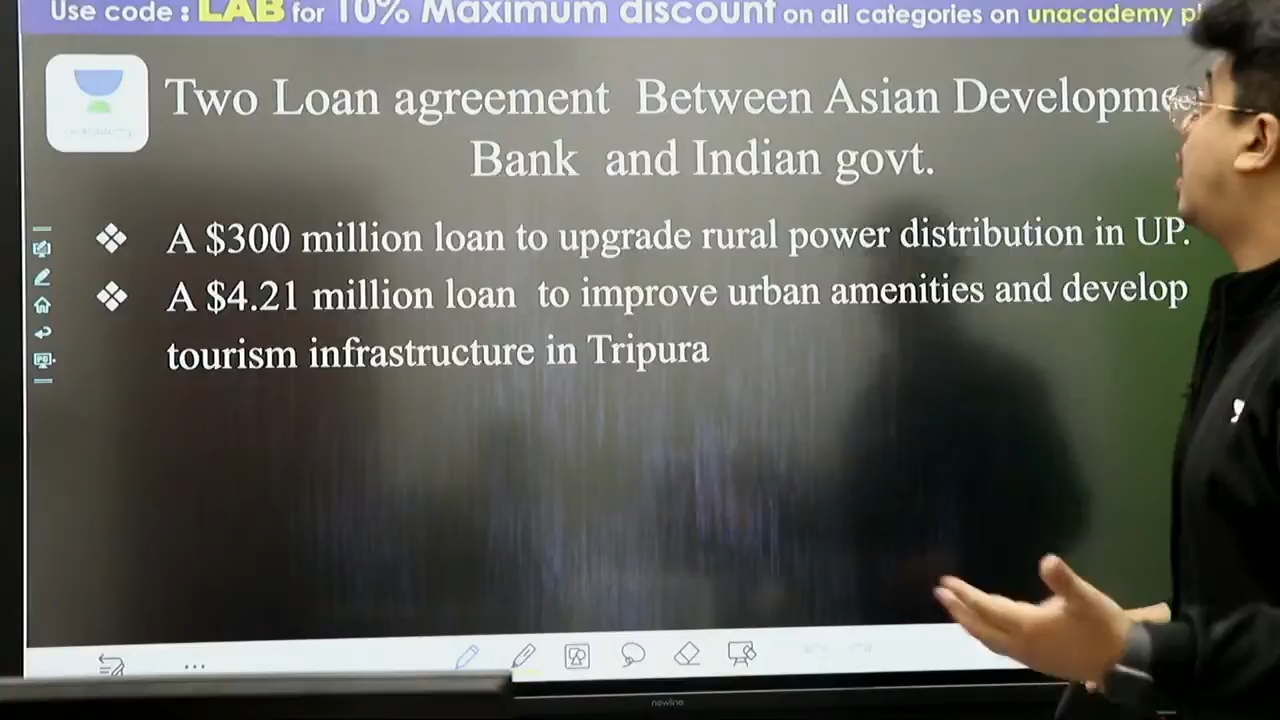 Use code : LAB for 10% Maximum discount on all categories on unacademy
Two Loan agreement Between Asian Developme
Bank and Indian govt.
❖ A $300 million loan to upgrade rural power distribution in UP.
❖ A $4.21 million loan to improve urban amenities and develop
tourism infrastructure in Tripura
newline